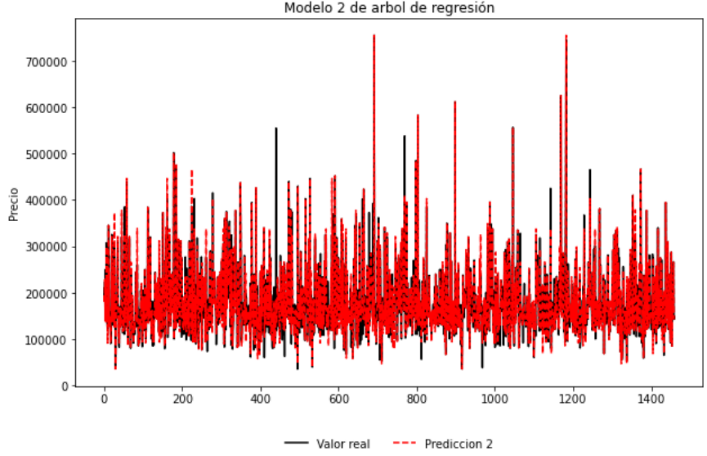 Modelo 2 de arbol de regresión
Precio
700000
600000
500000
400000
300000
200000
100000
0
0 200 400 600 800 1000 1200 1400
Valor real Prediccion 2